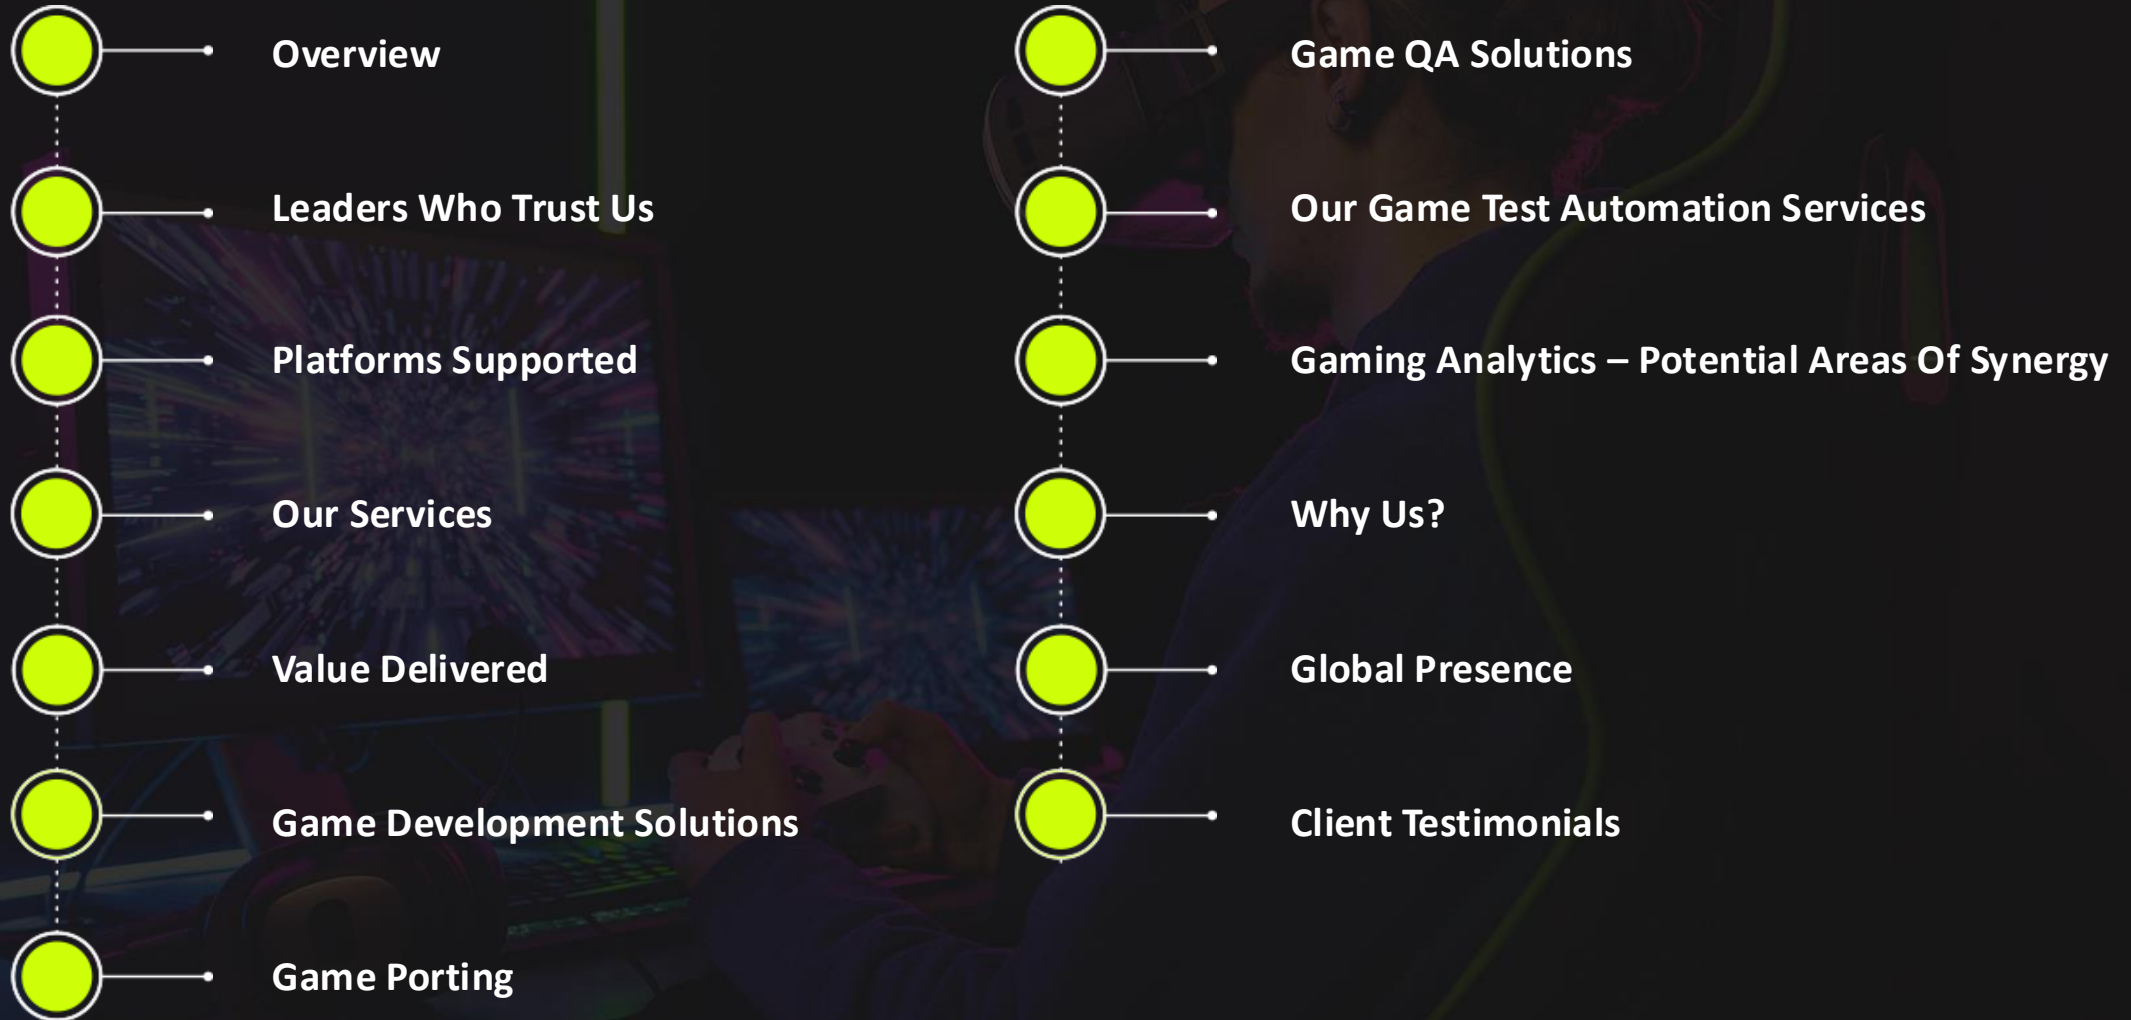 Overview
Leaders Who Trust Us
Platforms Supported
Our Services
Value Delivered
Game Development Solutions
Game Porting
Game QA Solutions
Our Game Test Automation Services
Gaming Analytics – Potential Areas Of Synergy
Why Us?
Global Presence
Client Testimonials